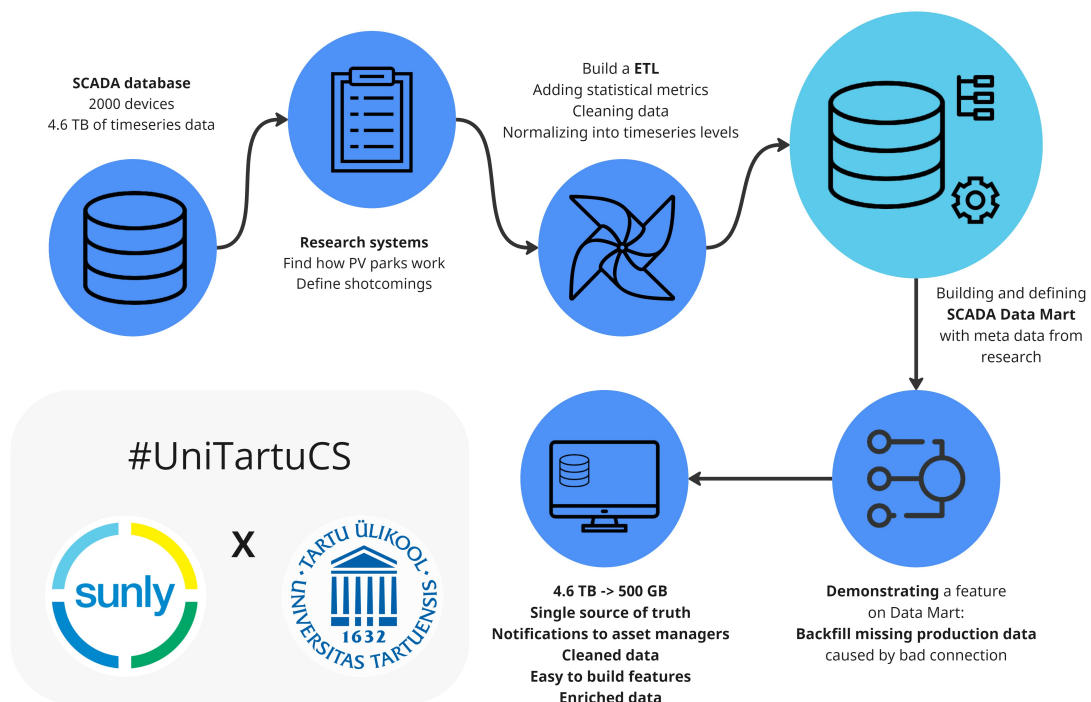 SCADA database
2000 devices
4.6 TB of timeseries data
Research systems
Find how PV parks work
Define shotcomings
Build a ETL
Adding statistical metrics
Cleaning data
Normalizing into timeseries levels
Building and defining
SCADA Data Mart
with meta data from
research
Demonstrating a feature
on Data Mart:
Backfill missing production data
caused by bad connection
4.6 TB -> 500 GB
Single source of truth
Notifications to asset managers
Cleaned data
Easy to build features
Enriched data
#UniTartuCS
sunly
X
TARTU ÜLIKOOL
1632
UNIVERSITAS TARTUENSIS